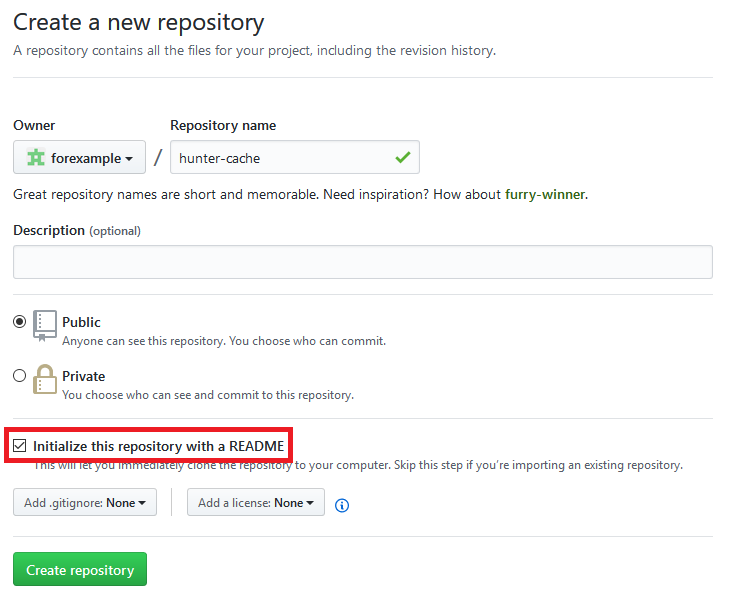 Create a new repository
A repository contains all the files for your project, including the revision history.
Owner
Repository name
forexample / hunter-cache
Great repository names are short and memorable. Need inspiration? How about furry-winner.
Description (optional)
Public
Anyone can see this repository. You choose who can commit.
Private
You choose who can see and commit to this repository.
Initialize this repository with a README
This will let you immediately clone the repository to your computer. Skip this step if you’re importing an existing repository.
Add .gitignore: None
Add a license: None
Create repository